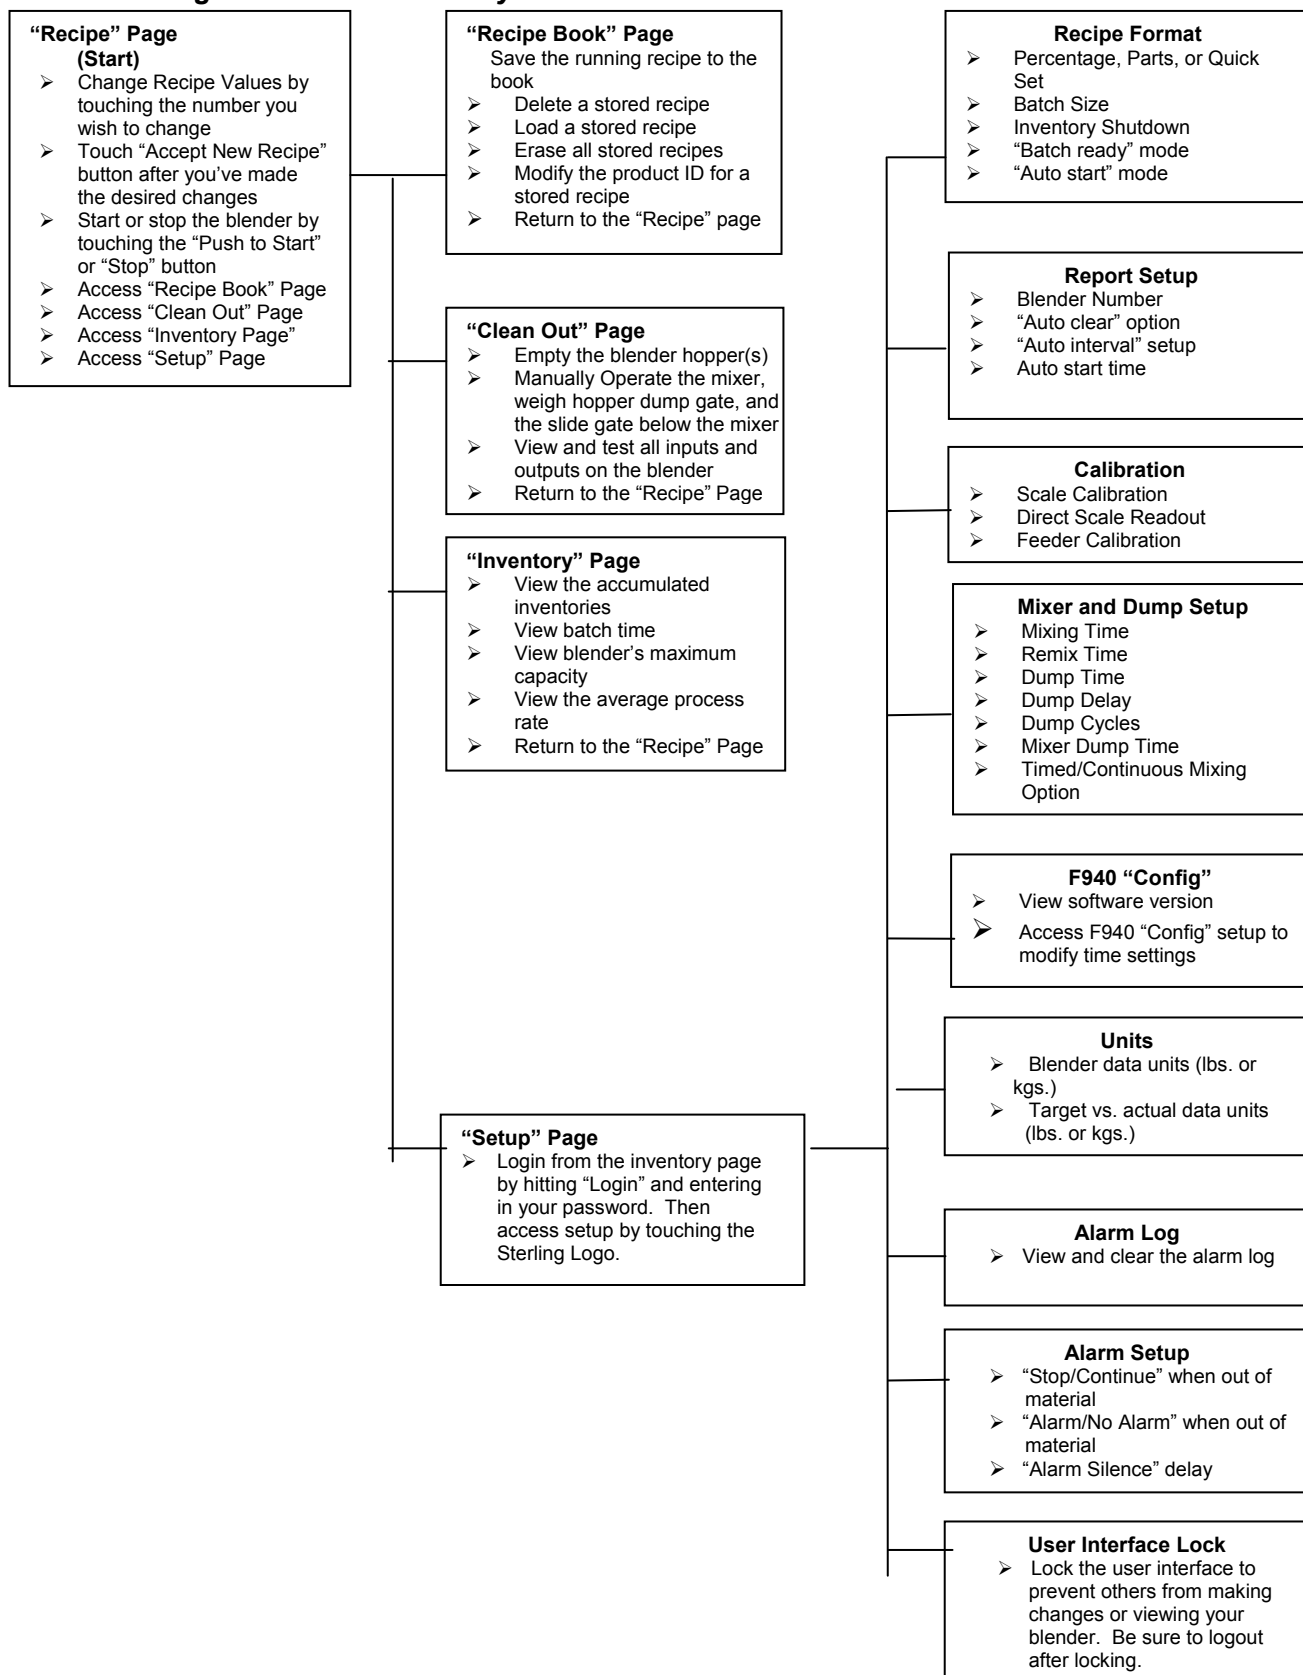 “Recipe” Page
(Start)
➢ Change Recipe Values by
touching the number you
wish to change
➢ Touch “Accept New Recipe”
button after you’ve made
the desired changes
➢ Start or stop the blender by
touching the “Push to Start”
or “Stop” button
➢ Access “Recipe Book” Page
➢ Access “Clean Out” Page
➢ Access “Inventory Page”
➢ Access “Setup” Page
“Recipe Book” Page
Save the running recipe to the
book
➢ Delete a stored recipe
➢ Load a stored recipe
➢ Erase all stored recipes
➢ Modify the product ID for a
stored recipe
➢ Return to the “Recipe” page
“Clean Out” Page
➢ Empty the blender hopper(s)
➢ Manually Operate the mixer,
weigh hopper dump gate, and
the slide gate below the mixer
➢ View and test all inputs and
outputs on the blender
➢ Return to the “Recipe” Page
“Inventory” Page
➢ View the accumulated
inventories
➢ View batch time
➢ View blender’s maximum
capacity
➢ View the average process
rate
➢ Return to the “Recipe” Page
“Setup” Page
➢ Login from the inventory page
by hitting “Login” and entering
in your password. Then
access setup by touching the
Sterling Logo.
Recipe Format
➢ Percentage, Parts, or Quick
Set
➢ Batch Size
➢ Inventory Shutdown
➢ “Batch ready” mode
➢ “Auto start” mode
Report Setup
➢ Blender Number
➢ “Auto clear” option
➢ “Auto interval” setup
➢ Auto start time
Calibration
➢ Scale Calibration
➢ Direct Scale Readout
➢ Feeder Calibration
Mixer and Dump Setup
➢ Mixing Time
➢ Remix Time
➢ Dump Time
➢ Dump Delay
➢ Dump Cycles
➢ Mixer Dump Time
➢ Timed/Continuous Mixing
Option
F940 “Config”
➢ View software version
➢ Access F940 “Config” setup to
modify time settings
Units
➢ Blender data units (lbs. or
kgs.)
➢ Target vs. actual data units
(lbs. or kgs.)
Alarm Log
➢ View and clear the alarm log
Alarm Setup
➢ “Stop/Continue” when out of
material
➢ “Alarm/No Alarm” when out of
material
➢ “Alarm Silence” delay
User Interface Lock
➢ Lock the user interface to
prevent others from making
changes or viewing your
blender. Be sure to logout
after locking.